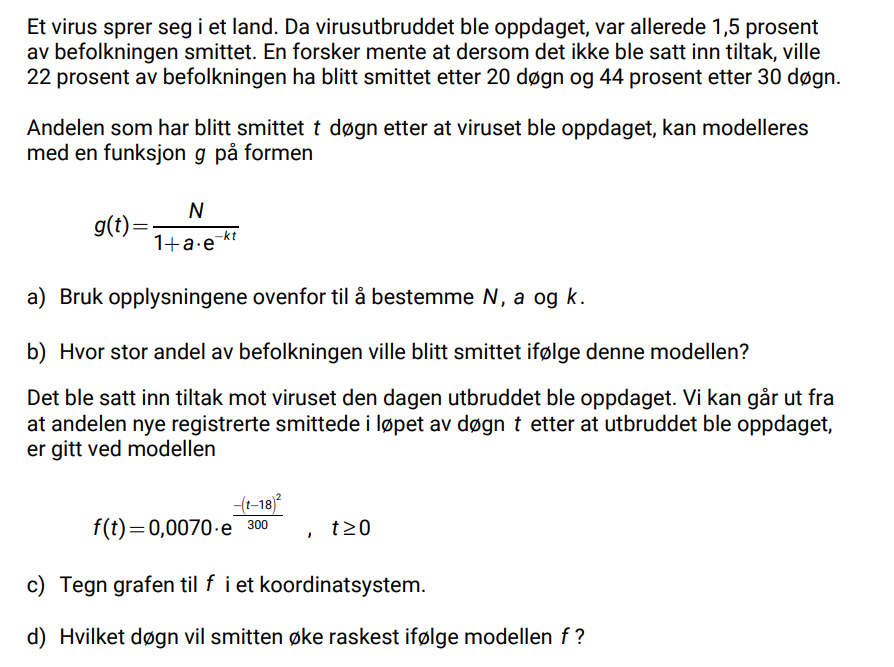 Et virus sprer seg i et land. Da virusutbruddet ble oppdaget, var allerede 1,5 prosent
av befolkningen smittet. En forsker mente at dersom det ikke ble satt inn tiltak, ville
22 prosent av befolkningen ha blitt smittet etter 20 døgn og 44 prosent etter 30 døgn.
Andelen som har blitt smittet t døgn etter at viruset ble oppdaget, kan modelleres
med en funksjon g på formen
g(t)=N/(1+a·e^(-kt))
a) Bruk opplysningene ovenfor til å bestemme N, a og k.
b) Hvor stor andel av befolkningen ville blitt smittet ifølge denne modellen?
Det ble satt inn tiltak mot viruset den dagen utbruddet ble oppdaget. Vi kan går ut fra
at andelen nye registrerte smittede i løpet av døgn t etter at utbruddet ble oppdaget,
er gitt ved modellen
f(t)=0,0070·e^(-(t-18)²/300) , t≥0
c) Tegn grafen til f i et koordinatsystem.
d) Hvilket døgn vil smitten øke raskest ifølge modellen f ?